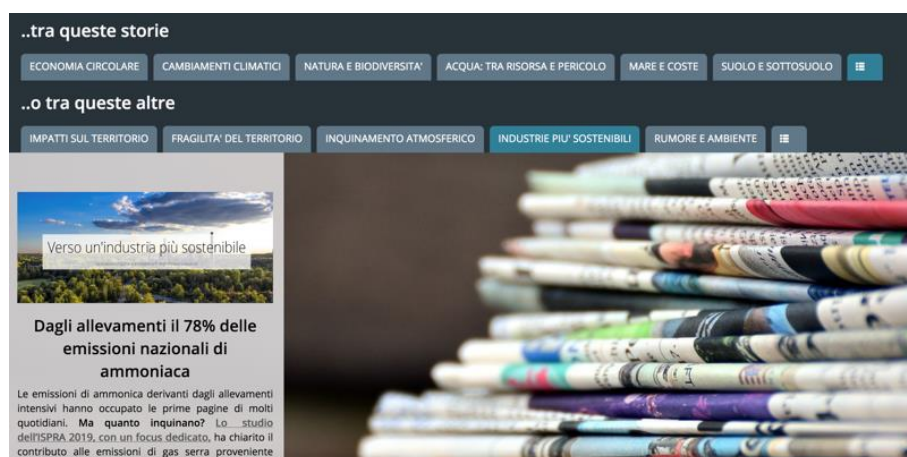 ..tra queste storie
ECONOMIA CIRCOLARE CAMBIAMENTI CLIMATICI NATURA E BIODIVERSITA' ACQUA: TRA RISORSA E PERICOLO MARE E COSTE SUOLO E SOTTOSUOLO
..o tra queste altre
IMPATTI SUL TERRITORIO FRAGILITA' DEL TERRITORIO INQUINAMENTO ATMOSFERICO INDUSTRIE PIU' SOSTENIBILI RUMORE E AMBIENTE
Verso un'industria più sostenibile
Dagli allevamenti il 78% delle
emissioni nazionali di
ammoniaca
Le emissioni di ammonica derivanti dagli allevamenti
intensivi hanno occupato le prime pagine di molti
quotidiani. Ma quanto inquinano? Lo studio
dell'ISPRA 2019, con un focus dedicato, ha chiarito il
contributo alle emissioni di gas serra proveniente